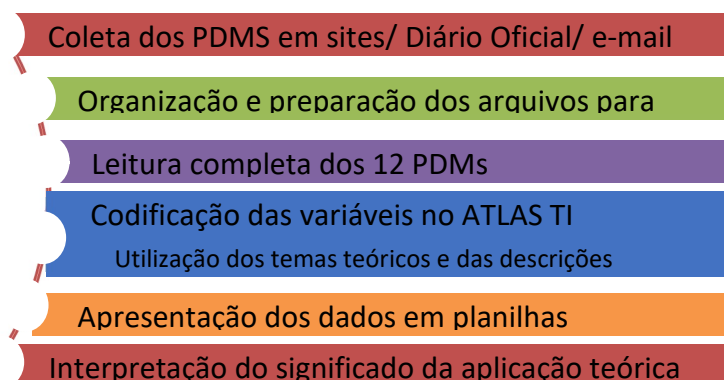 Coleta dos PDMS em sites/ Diário Oficial/ e-mail
Organização e preparação dos arquivos para
Leitura completa dos 12 PDMs
Codificação das variáveis no ATLAS TI
Utilização dos temas teóricos e das descrições
Apresentação dos dados em planilhas
Interpretação do significado da aplicação teórica